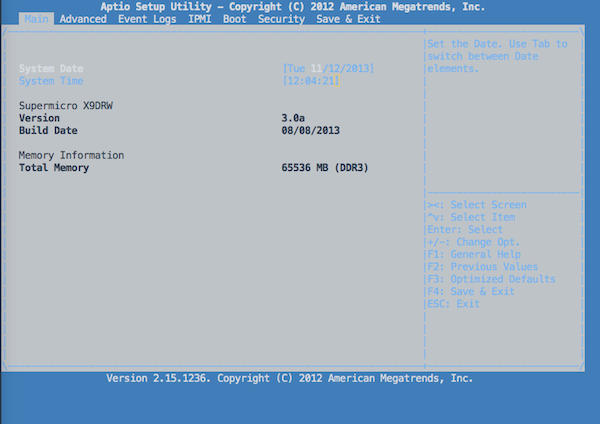 Aptio Setup Utility - Copyright (C) 2012 American Megatrends, Inc.
Main Advanced Event Logs IPMI Boot Security Save & Exit
System Date [Tue 11/12/2013]
System Time [12:04:21]
Supermicro X9DRW
Version 3.0a
Build Date 08/08/2013
Memory Information
Total Memory 65536 MB (DDR3)
Set the Date. Use Tab to
switch between Date
elements.
><: Select Screen
^v: Select Item
Enter: Select
+/-: Change Opt.
F1: General Help
F2: Previous Values
F3: Optimized Defaults
F4: Save & Exit
ESC: Exit
Version 2.15.1236. Copyright (C) 2012 American Megatrends, Inc.